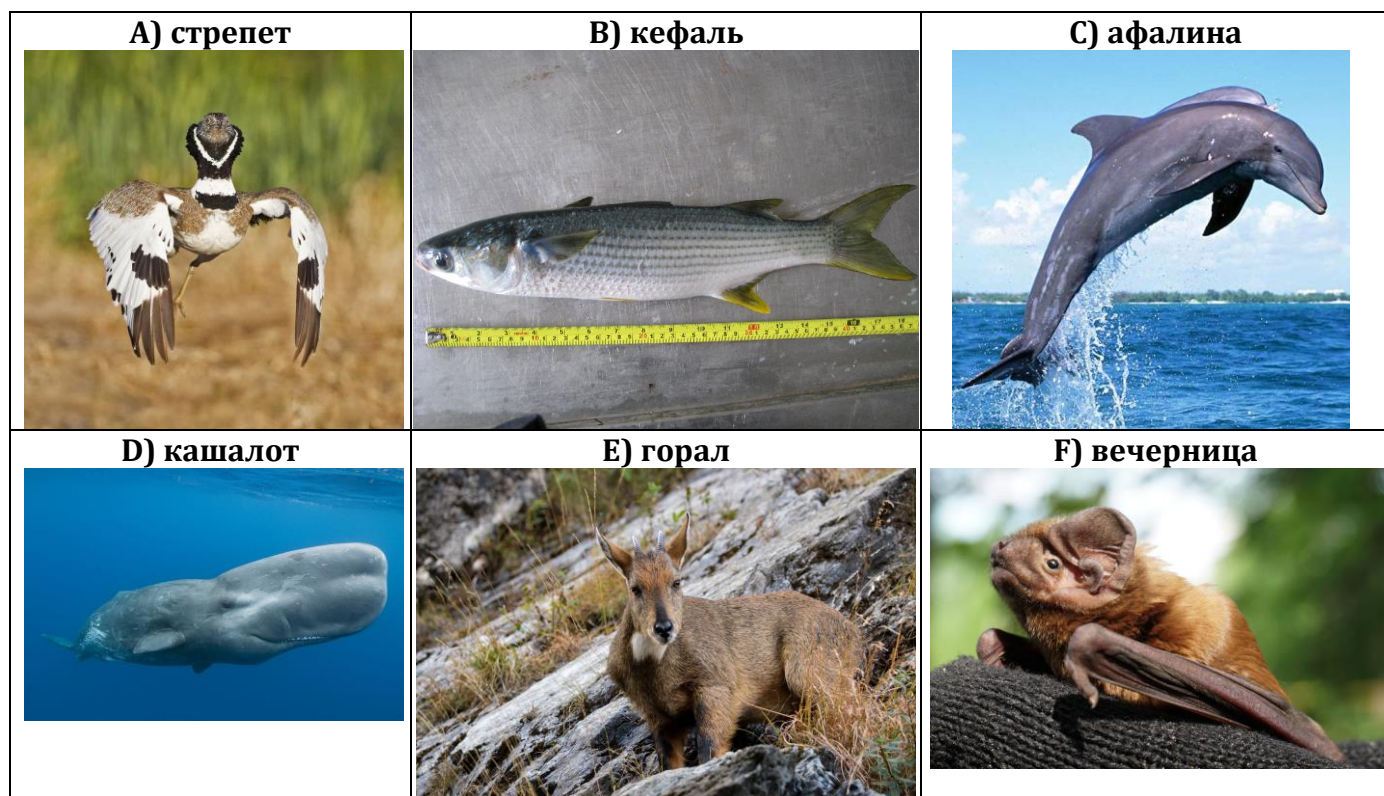 A) стрепет
B) кефаль
C) афалина
D) кашалот
E) горал
F) вечерница